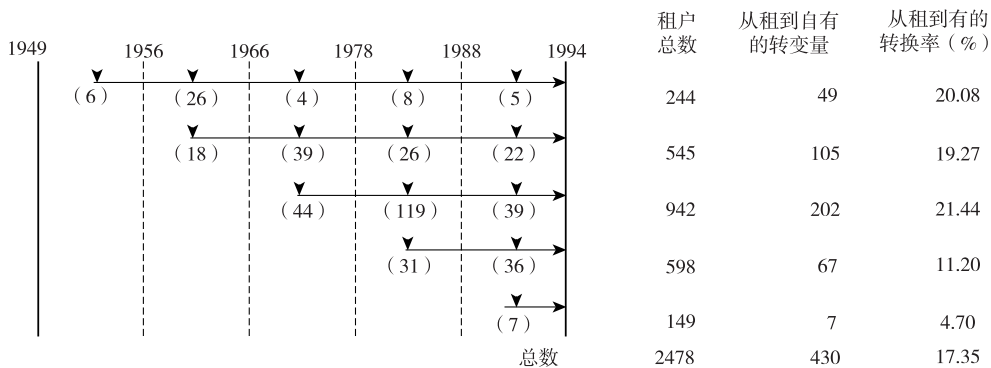 租户 从租到自有 从租到有的
总数 的转变量 转换率（%）
1949 1956 1966 1978 1988 1994
（6） （26） （4） （8） （5） 244 49 20.08
（18） （39） （26） （22） 545 105 19.27
（44） （119） （39） 942 202 21.44
（31） （36） 598 67 11.20
（7） 149 7 4.70
总数 2478 430 17.35